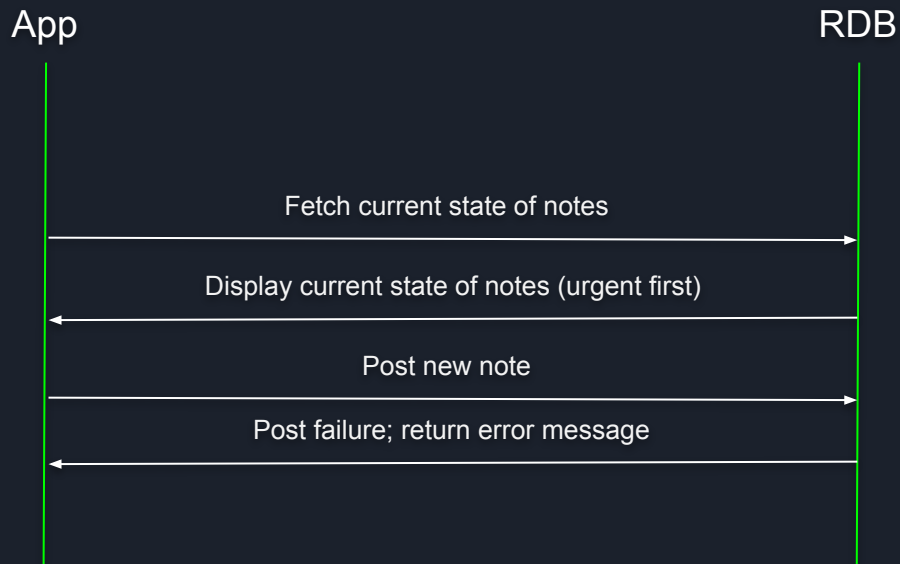 App
RDB
Fetch current state of notes
Display current state of notes (urgent first)
Post new note
Post failure; return error message